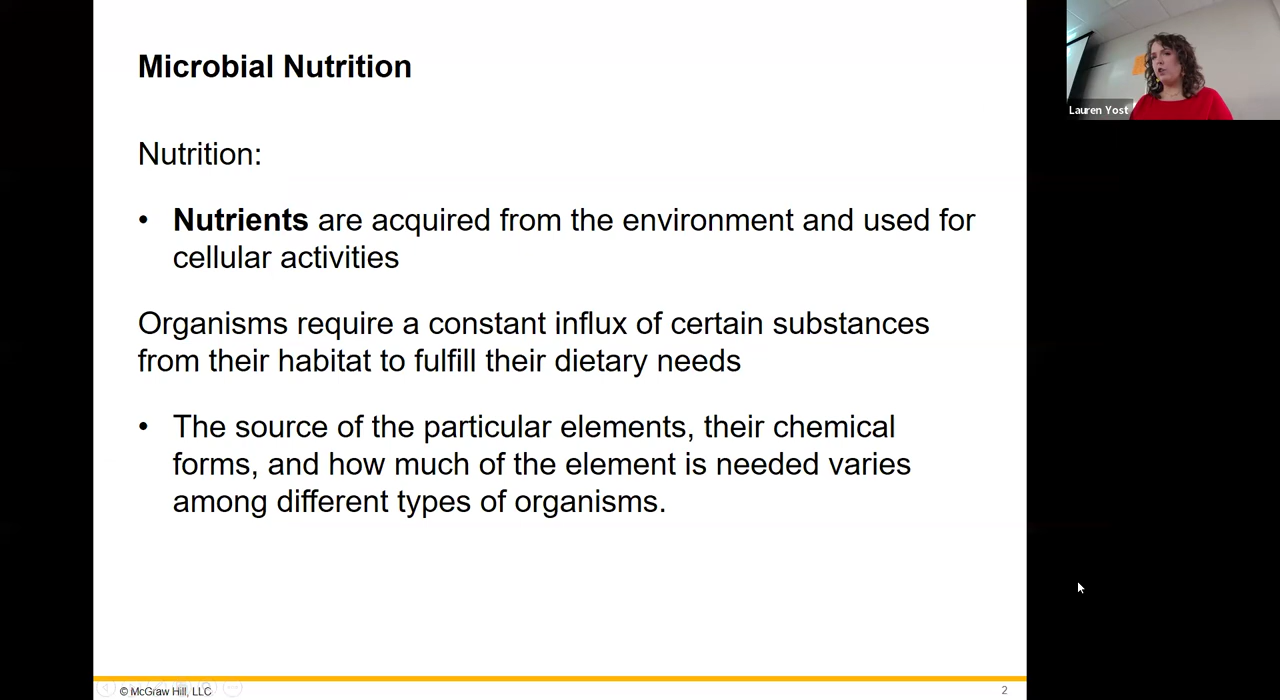 Microbial Nutrition
Nutrition:
• Nutrients are acquired from the environment and used for
cellular activities
Organisms require a constant influx of certain substances
from their habitat to fulfill their dietary needs
• The source of the particular elements, their chemical
forms, and how much of the element is needed varies
among different types of organisms.
© McGraw Hill, LLC
2
Lauren Yost